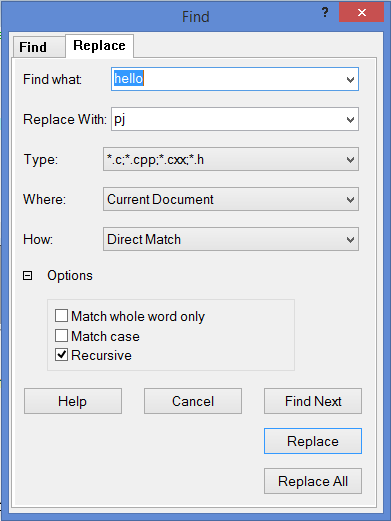 Find
?
Find Replace
Find what: hello
Replace With: pj
Type: *.c;*.cpp;*.cxx;*.h
Where: Current Document
How: Direct Match
Options
Match whole word only
Match case
Recursive
Help Cancel Find Next
Replace
Replace All